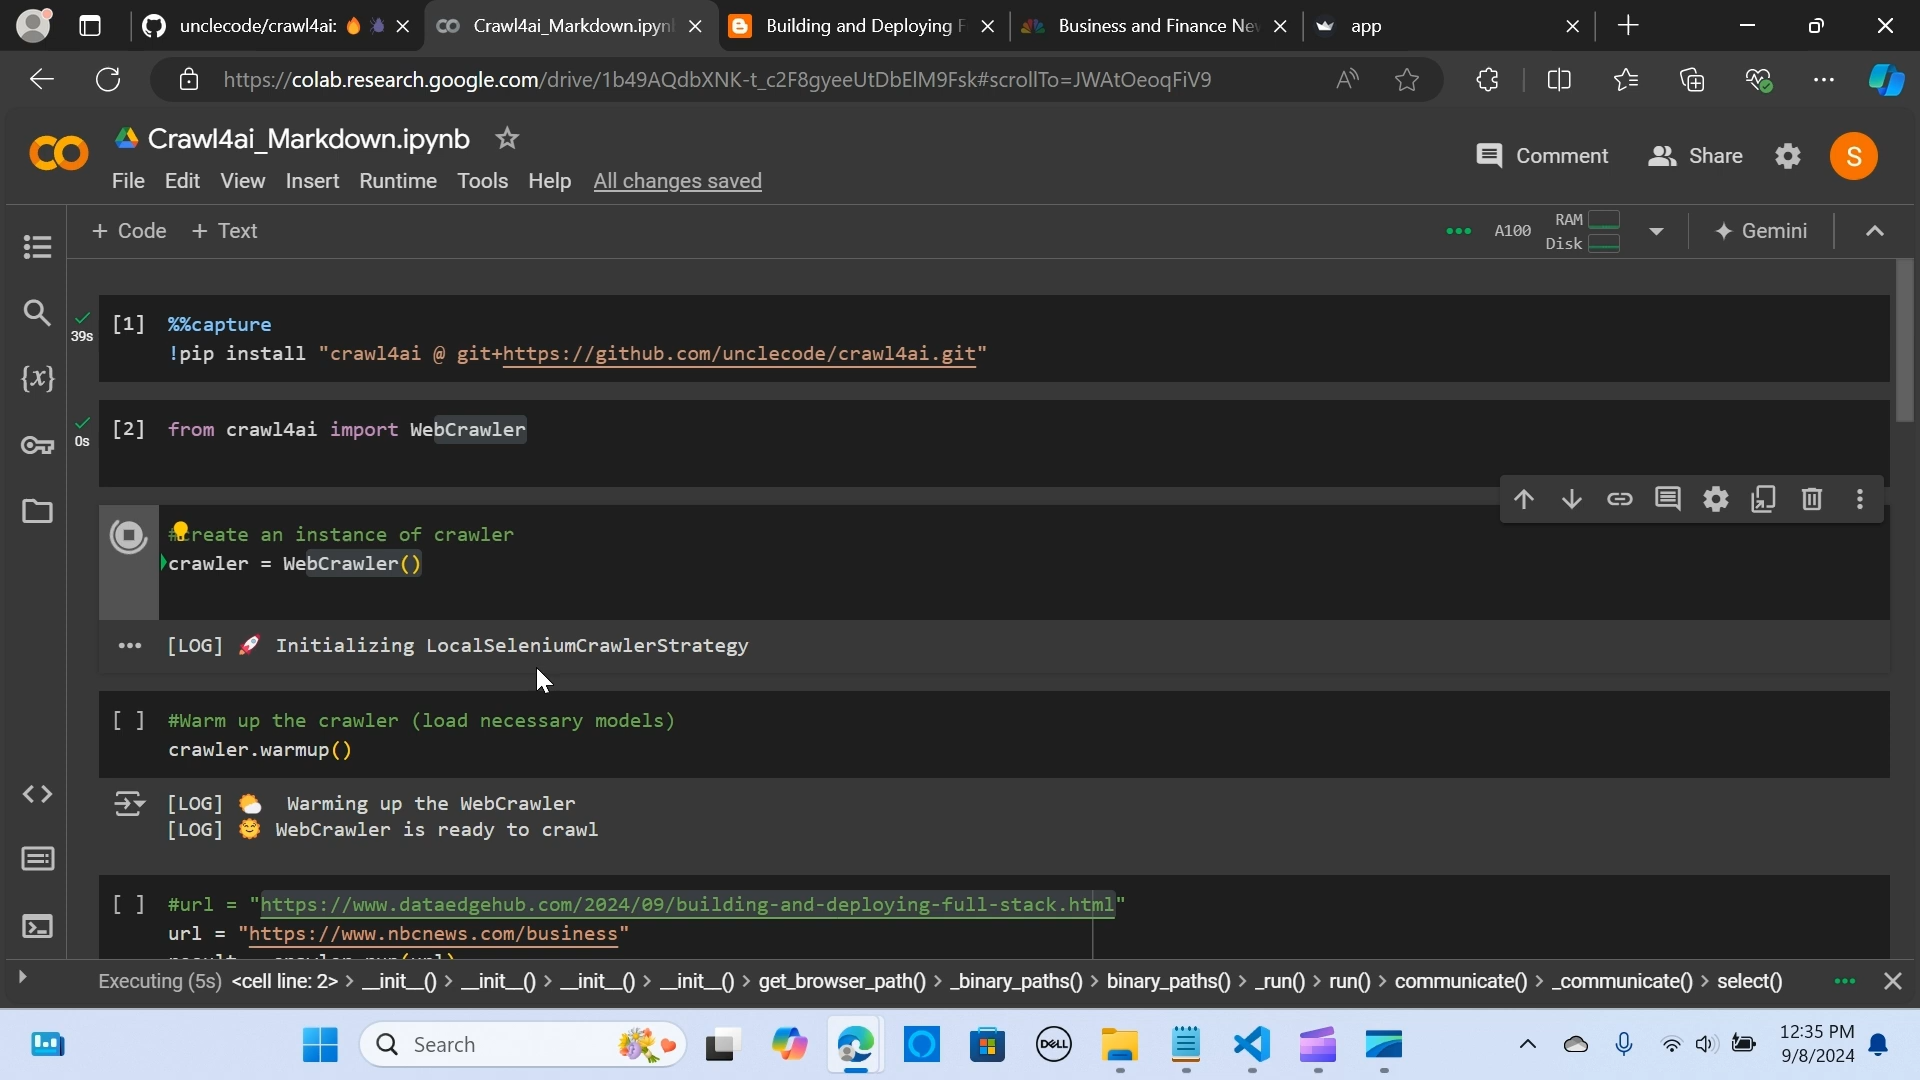 unclecode/crawl4ai: 🔥 🕷
Crawl4ai_Markdown.ipynb
Building and Deploying F
Business and Finance Ne
app
https://colab.research.google.com/drive/1b49AQdbXNK-t_c2F8gyeeUtDbElM9Fsk#scrollTo=JWAtOeoqFiV9
Crawl4ai_Markdown.ipynb
Comment
Share
S
File Edit View Insert Runtime Tools Help All changes saved
+ Code + Text
A100
RAM
Disk
Gemini
39s
[1] %%capture
!pip install "crawl4ai @ git+https://github.com/unclecode/crawl4ai.git"
0s
[2] from crawl4ai import WebCrawler
#create an instance of crawler
crawler = WebCrawler()
[LOG] 🚀 Initializing LocalSeleniumCrawlerStrategy
[ ] #Warm up the crawler (load necessary models)
crawler.warmup()
[LOG] 🌤 Warming up the WebCrawler
[LOG] 🌞 WebCrawler is ready to crawl
[ ] #url = "https://www.dataedgehub.com/2024/09/building-and-deploying-full-stack.html"
url = "https://www.nbcnews.com/business"
Executing (5s) <cell line: 2> > __init__() > __init__() > __init__() > __init__() > get_browser_path() > _binary_paths() > binary_paths() > _run() > run() > communicate() > _communicate() > select()
Search
DELL
12:35 PM
9/8/2024